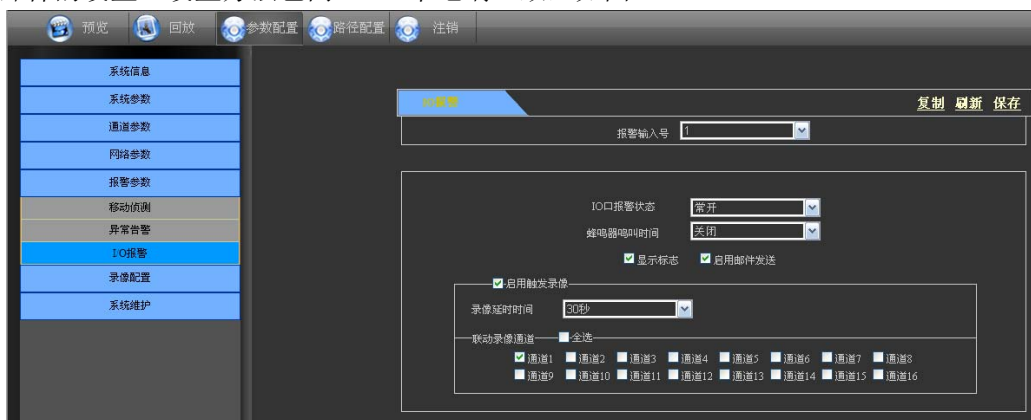 预览 回放 参数配置 路径配置 注销
系统信息
系统参数
通道参数
网络参数
报警参数
移动侦测
异常告警
I/O报警
录像配置
系统维护
I/O报警 复制 刷新 保存
报警输入号 1
IO口报警状态 常开
蜂鸣器鸣叫时间 关闭
显示标志 启用邮件发送
启用触发录像
录像延时时间 30秒
联动录像通道 全选
通道1 通道2 通道3 通道4 通道5 通道6 通道7 通道8
通道9 通道10 通道11 通道12 通道13 通道14 通道15 通道16